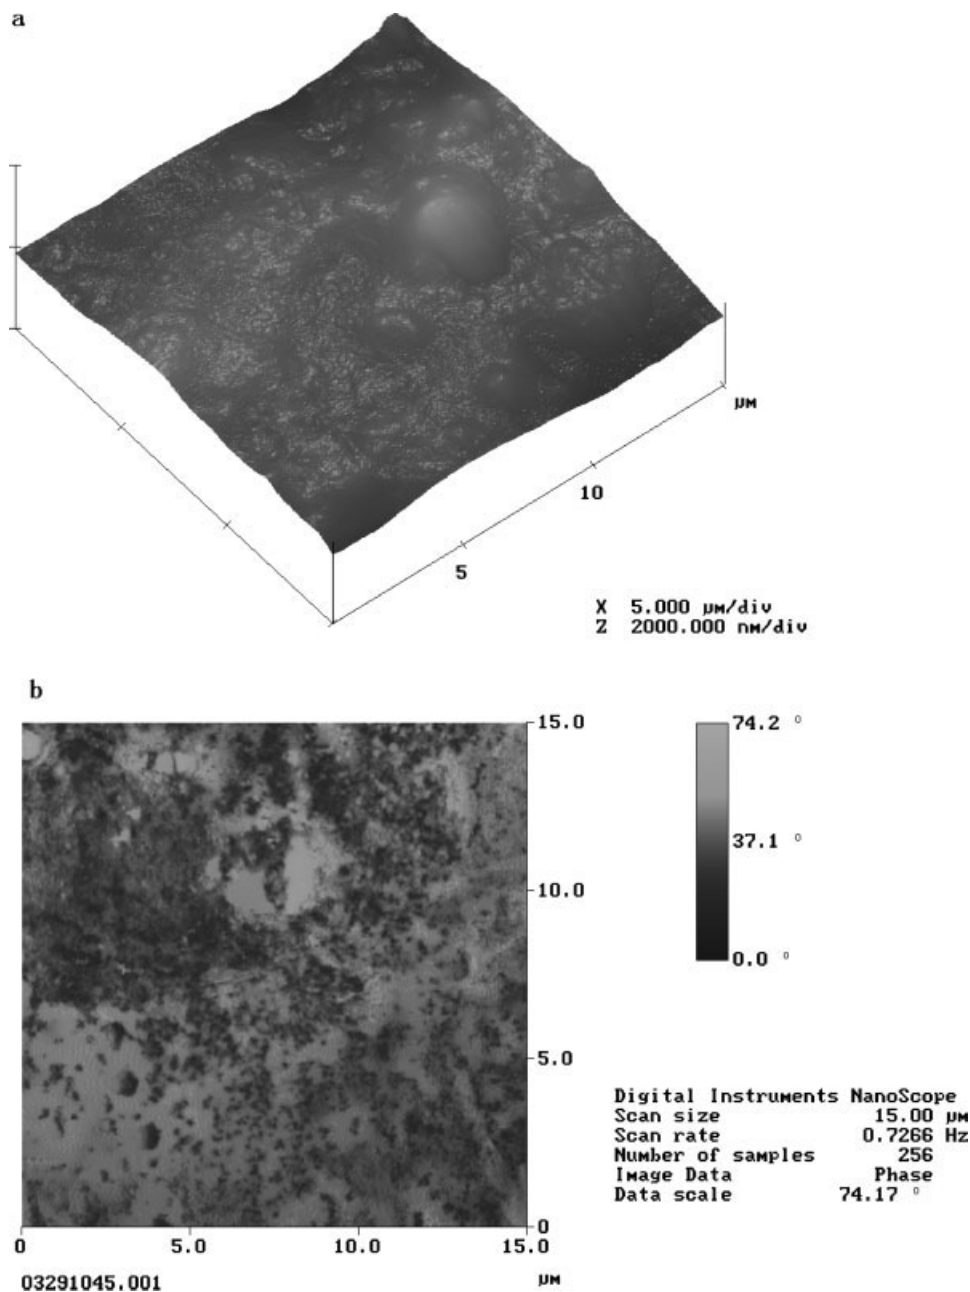 a
µM
10
5
X 5.000 µM/div
Z 2000.000 nM/div
b
15.0
10.0
5.0
0
0 5.0 10.0 15.0
µM
03291045.001
74.2 °
37.1 °
0.0 °
Digital Instruments NanoScope
Scan size 15.00 µM
Scan rate 0.7266 Hz
Number of samples 256
Image Data Phase
Data scale 74.17 °